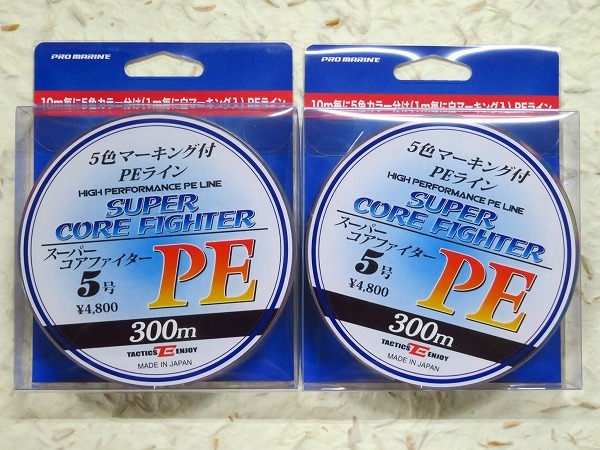 PRO MARINE
10m毎に5色カラー分け(1m毎に白マーキング入)PEライン
5色マーキング付
PEライン
HIGH PERFORMANCE PE LINE
SUPER
CORE FIGHTER
スーパー
コアファイター
5号
PE
¥4,800
300m
TACTICS TE ENJOY
MADE IN JAPAN
PRO MARINE
10m毎に5色カラー分け(1m毎に白マーキング入)PEライン
5色マーキング付
PEライン
HIGH PERFORMANCE PE LINE
SUPER
CORE FIGHTER
スーパー
コアファイター
5号
PE
¥4,800
300m
TACTICS TE ENJOY
MADE IN JAPAN